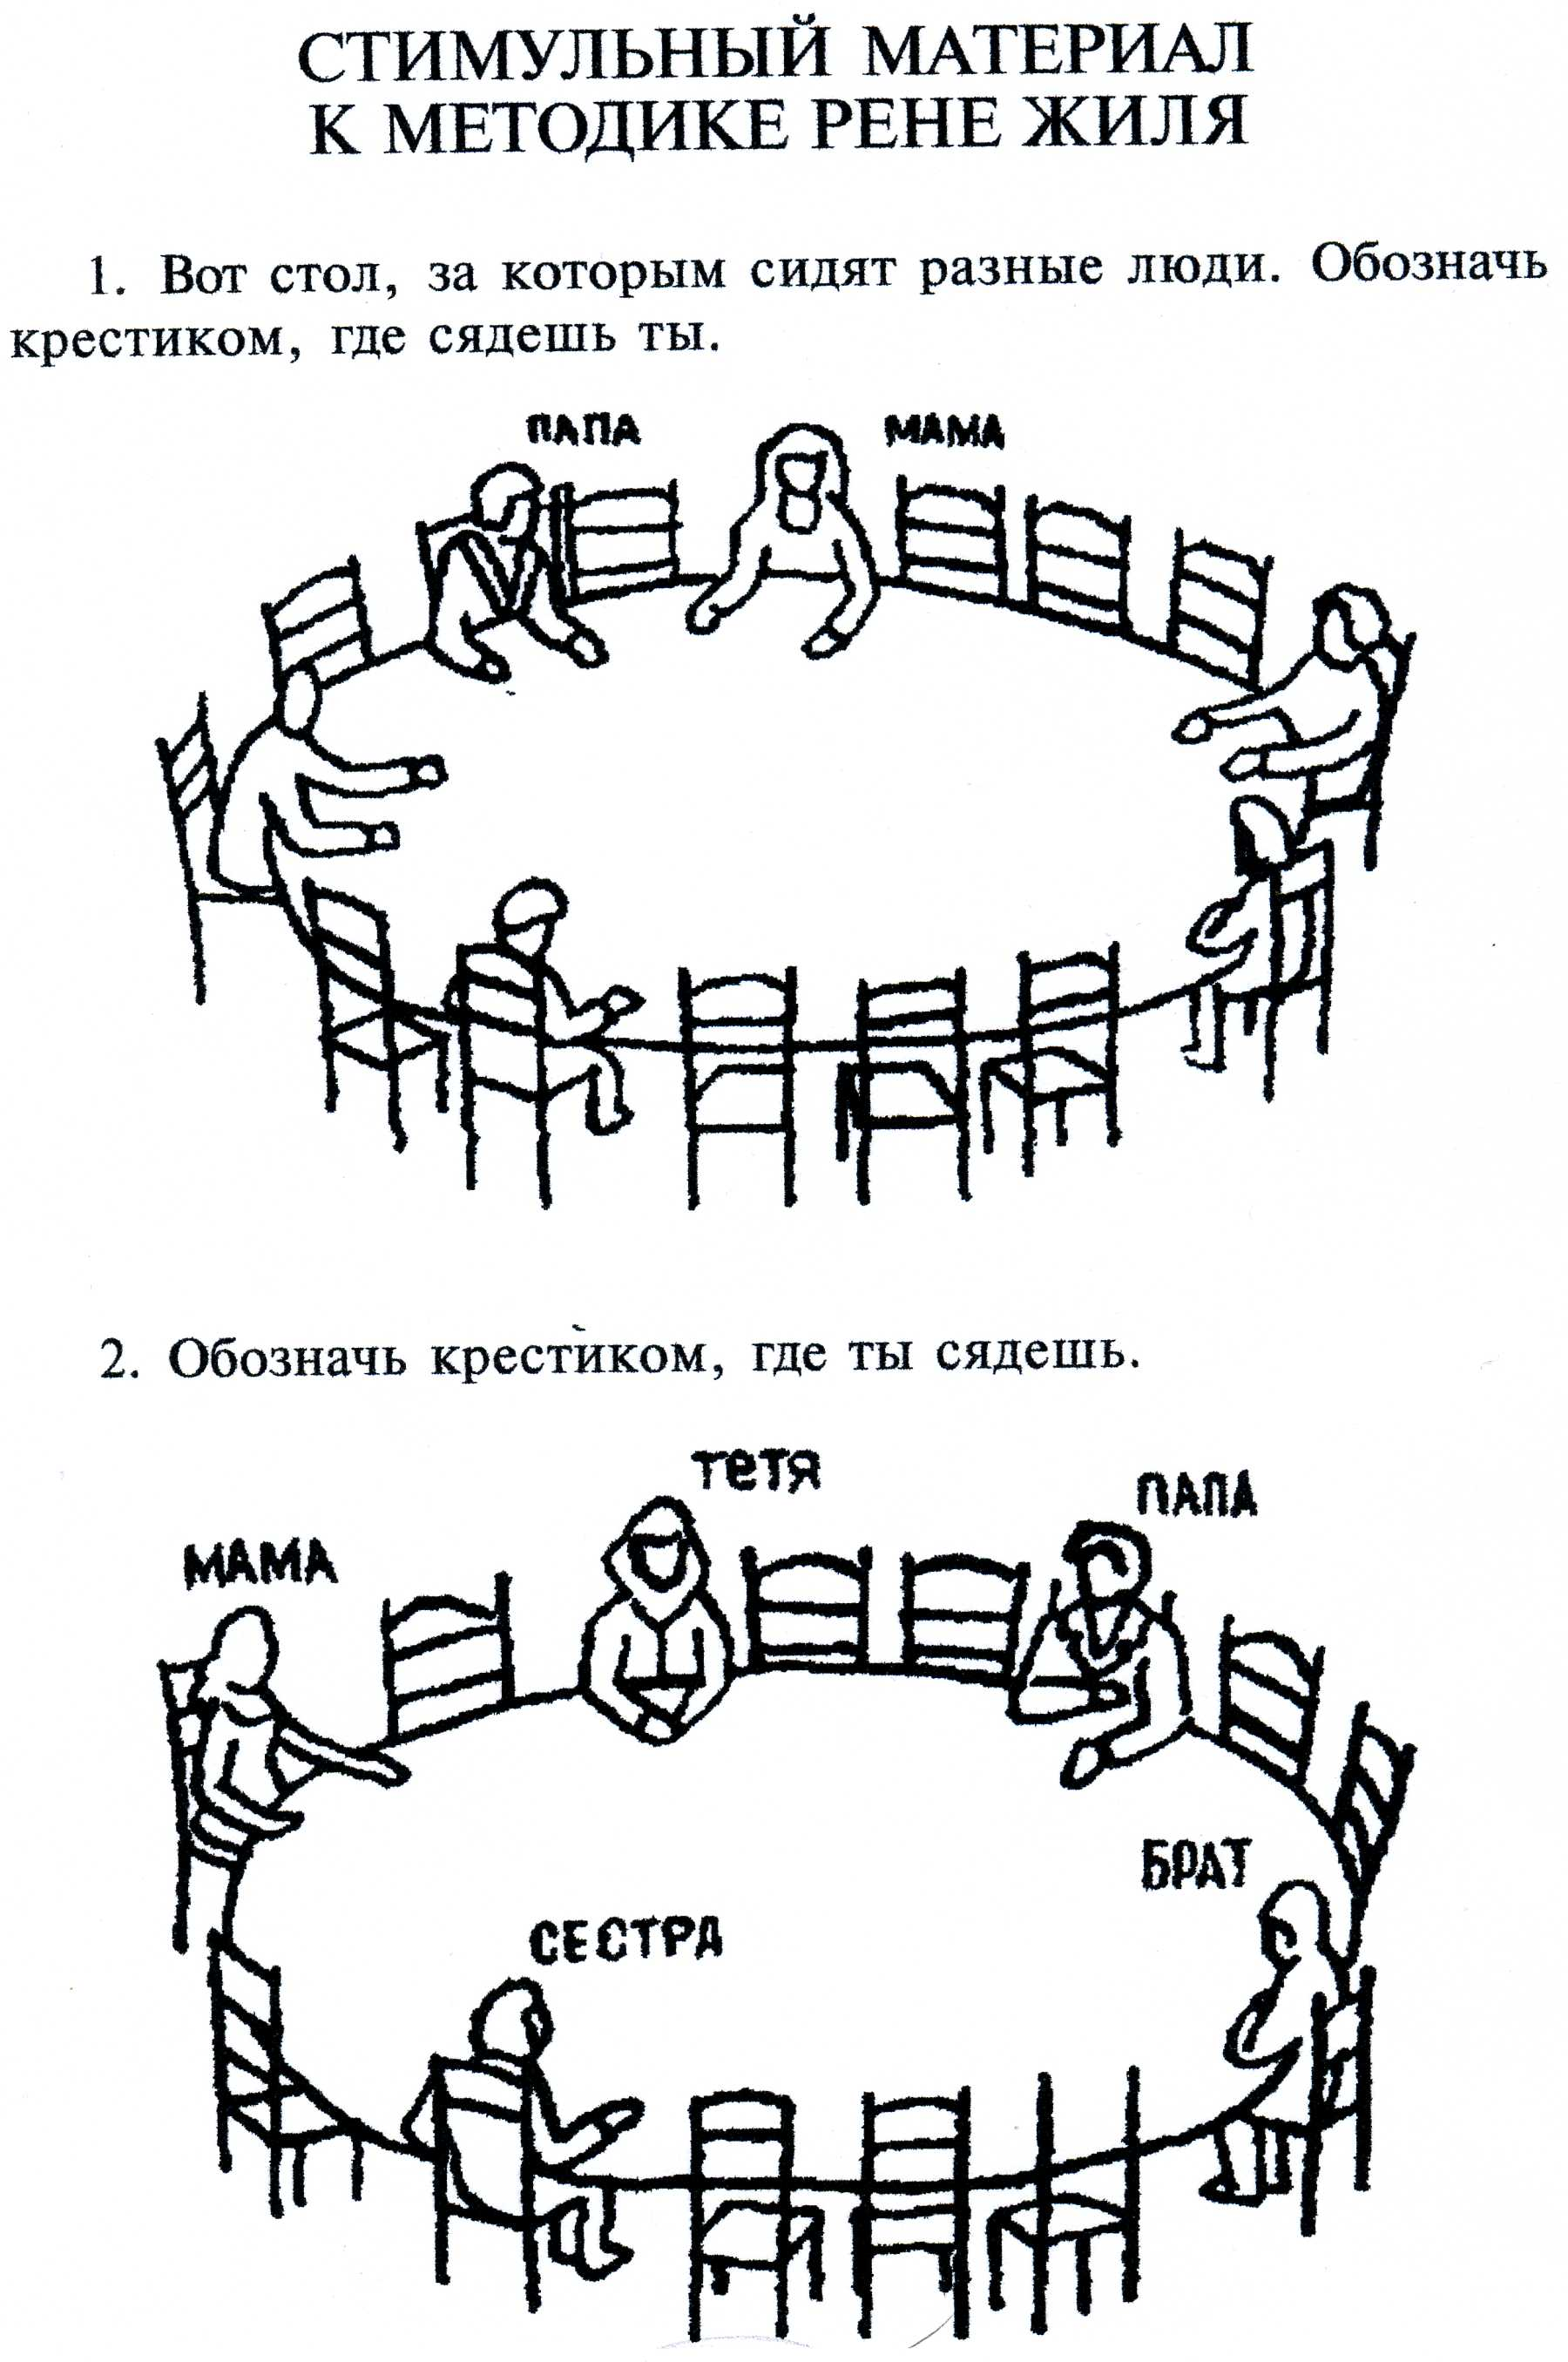 СТИМУЛЬНЫЙ МАТЕРИАЛ
К МЕТОДИКЕ РЕНЕ ЖИЛЯ
1. Вот стол, за которым сидят разные люди. Обозначь
крестиком, где сядешь ты.
ПАПА МАМА
2. Обозначь крестиком, где ты сядешь.
тетя
ПАПА
МАМА
БРАТ
СЕСТРА